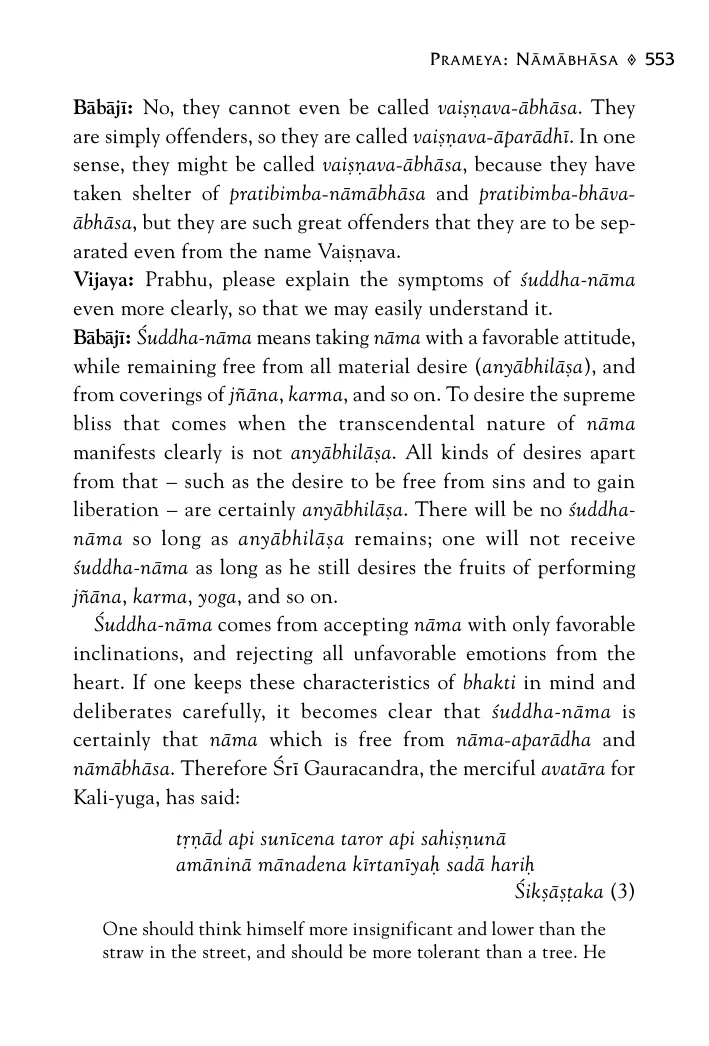 Prameya: Nāmābhāsa ◊ 553
Bābājī: No, they cannot even be called vaiṣṇava-ābhāsa. They
are simply offenders, so they are called vaiṣṇava-āparādhī. In one
sense, they might be called vaiṣṇava-ābhāsa, because they have
taken shelter of pratibimba-nāmābhāsa and pratibimba-bhāva-
ābhāsa, but they are such great offenders that they are to be sep-
arated even from the name Vaiṣṇava.
Vijaya: Prabhu, please explain the symptoms of śuddha-nāma
even more clearly, so that we may easily understand it.
Bābājī: Śuddha-nāma means taking nāma with a favorable attitude,
while remaining free from all material desire (anyābhilāṣa), and
from coverings of jñāna, karma, and so on. To desire the supreme
bliss that comes when the transcendental nature of nāma
manifests clearly is not anyābhilāṣa. All kinds of desires apart
from that – such as the desire to be free from sins and to gain
liberation – are certainly anyābhilāṣa. There will be no śuddha-
nāma so long as anyābhilāṣa remains; one will not receive
śuddha-nāma as long as he still desires the fruits of performing
jñāna, karma, yoga, and so on.
Śuddha-nāma comes from accepting nāma with only favorable
inclinations, and rejecting all unfavorable emotions from the
heart. If one keeps these characteristics of bhakti in mind and
deliberates carefully, it becomes clear that śuddha-nāma is
certainly that nāma which is free from nāma-aparādha and
nāmābhāsa. Therefore Śrī Gauracandra, the merciful avatāra for
Kali-yuga, has said:
tṛṇād api sunīcena taror api sahiṣṇunā
amāninā mānadena kīrtanīyaḥ sadā hariḥ
Śikṣāṣṭaka (3)
One should think himself more insignificant and lower than the
straw in the street, and should be more tolerant than a tree. He